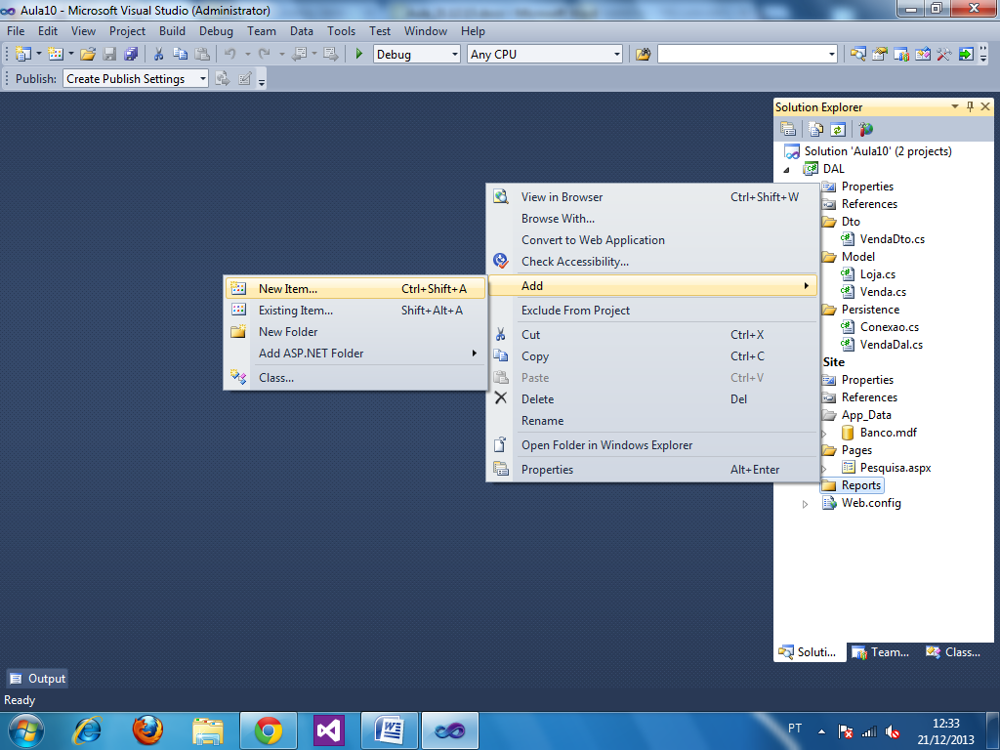 Aula10 - Microsoft Visual Studio (Administrator)
File Edit View Project Build Debug Team Data Tools Test Window Help
Debug Any CPU
Publish: Create Publish Settings
Solution Explorer
Solution 'Aula10' (2 projects)
DAL
Properties
References
Dto
VendaDto.cs
Model
Loja.cs
Venda.cs
Persistence
Conexao.cs
VendaDal.cs
Site
Properties
References
App_Data
Banco.mdf
Pages
Pesquisa.aspx
Reports
Web.config
View in Browser Ctrl+Shift+W
Browse With...
Convert to Web Application
Check Accessibility...
Add
Exclude From Project
Cut Ctrl+X
Copy Ctrl+C
Paste Ctrl+V
Delete Del
Rename
Open Folder in Windows Explorer
Properties Alt+Enter
New Item... Ctrl+Shift+A
Existing Item... Shift+Alt+A
New Folder
Add ASP.NET Folder
Class...
Soluti... Team... Class...
Output
Ready
PT
12:33
21/12/2013